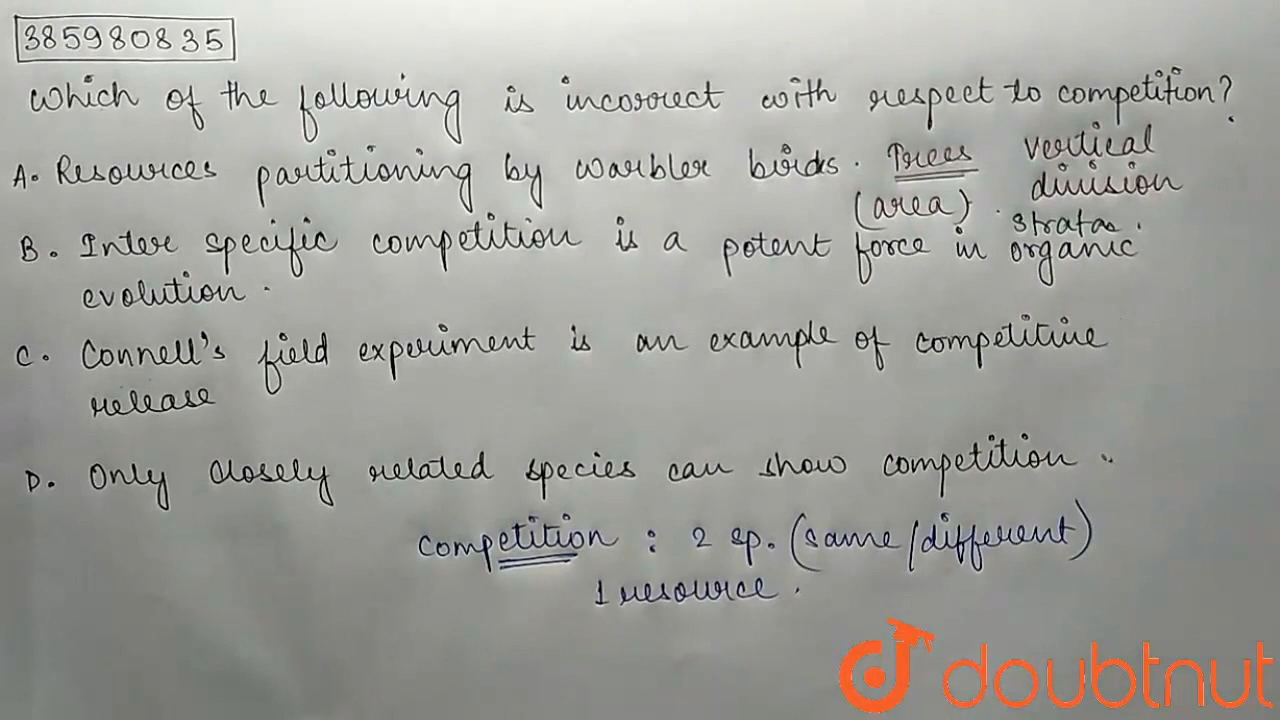 385980835
Which of the following is incorrect with respect to competition?
A. Resources partitioning by warbler birds. Trees vertical
(area). division
stratas.
B. Inter specific competition is a potent force in organic
evolution.
C. Connell's field experiment is an example of competitive
release
D. Only closely related species can show competition.
competition : 2 sp. (same/different)
1 resource.
doubtnut